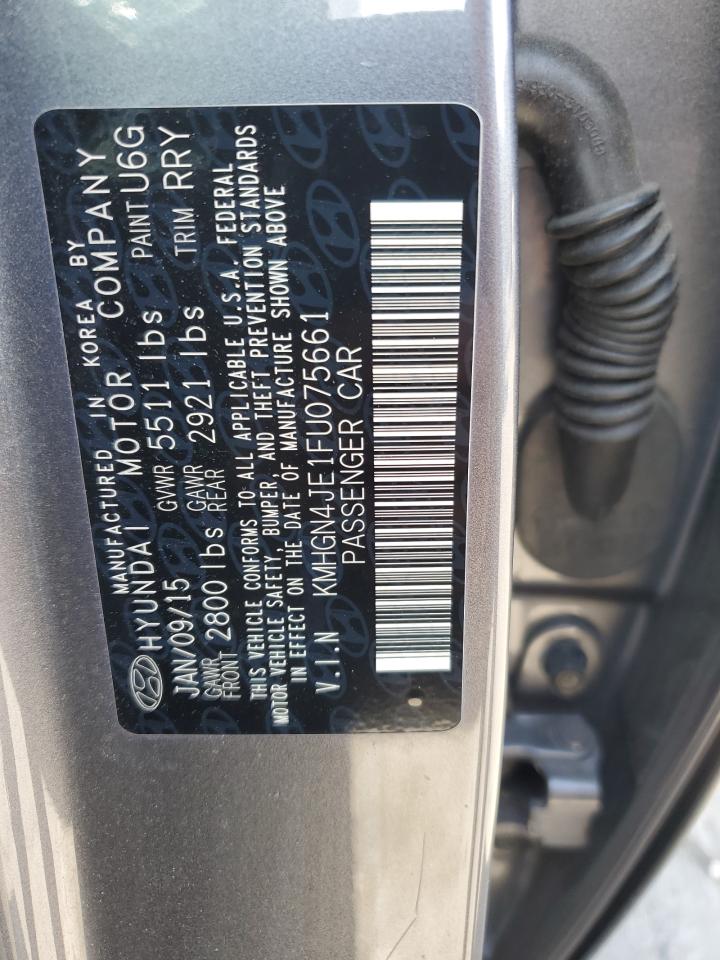 MANUFACTURED IN KOREA BY
HYUNDAI MOTOR COMPANY
JAN/09/15 GVWR 5511 lbs PAINT U6G
GAWR FRONT 2800 lbs GAWR REAR 2921 lbs TRIM RRY
THIS VEHICLE CONFORMS TO ALL APPLICABLE U.S.A. FEDERAL
MOTOR VEHICLE SAFETY, BUMPER, AND THEFT PREVENTION STANDARDS
IN EFFECT ON THE DATE OF MANUFACTURE SHOWN ABOVE
V.I.N KMHGN4JE1FU075661
PASSENGER CAR